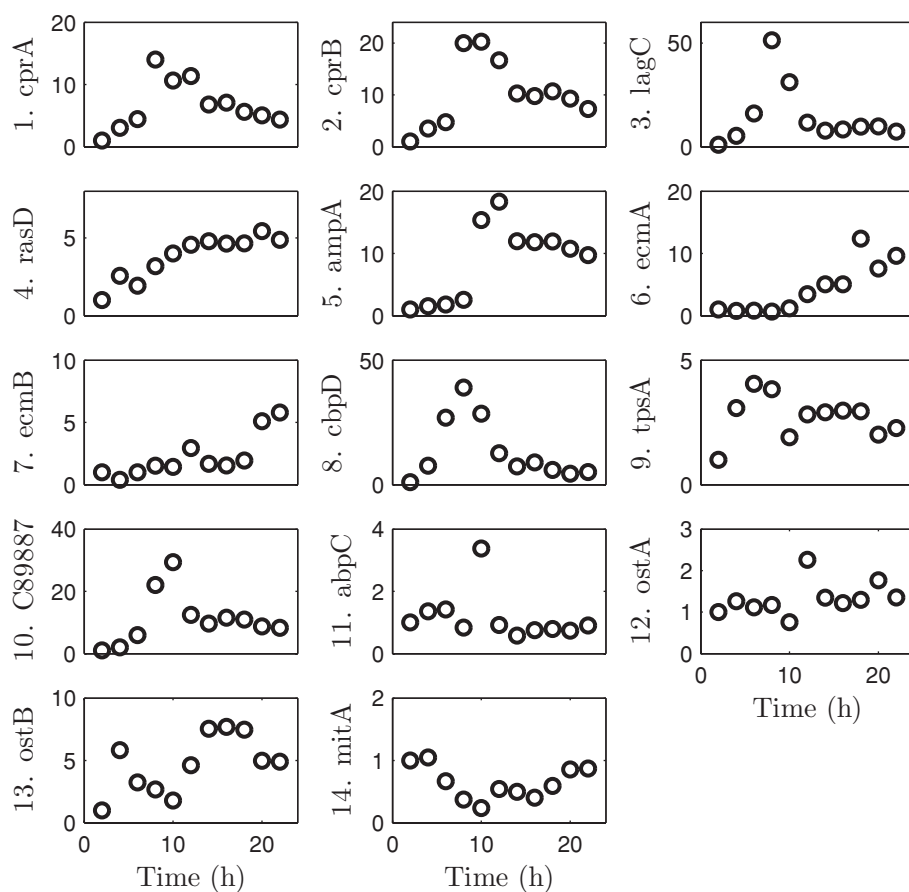 20
10
0
1. cprA
20
10
0
2. cprB
50
0
3. lagC
5
0
4. rasD
20
10
0
5. ampA
20
10
0
6. ecmA
10
5
0
7. ecmB
50
0
8. cbpD
5
0
9. tpsA
40
20
0
10. C89887
4
2
0
11. abpC
3
2
1
0
12. ostA
0 10 20
Time (h)
10
5
0
13. ostB
0 10 20
Time (h)
2
1
0
14. mitA
0 10 20
Time (h)